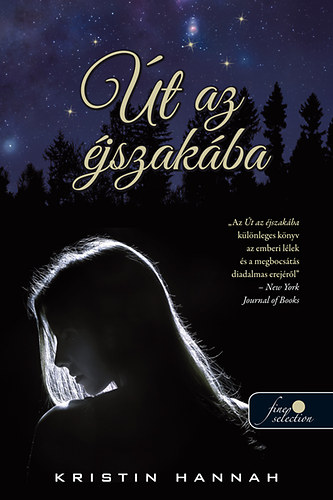 Út az
éjszakába
„Az Út az éjszakába
különleges könyv
az emberi lélek
és a megbocsátás
diadalmas erejéről”
– New York
Journal of Books
fine
selection
KRISTIN HANNAH